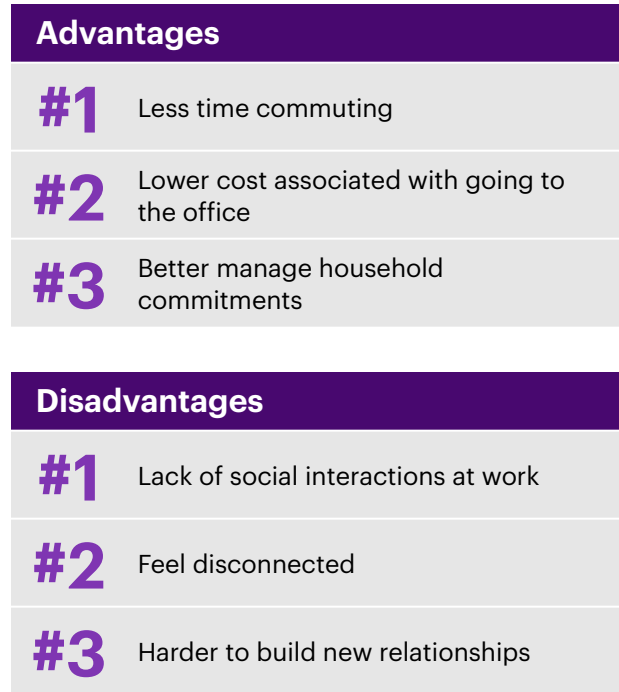 Advantages
#1 Less time commuting
#2 Lower cost associated with going to
the office
#3 Better manage household
commitments
Disadvantages
#1 Lack of social interactions at work
#2 Feel disconnected
#3 Harder to build new relationships